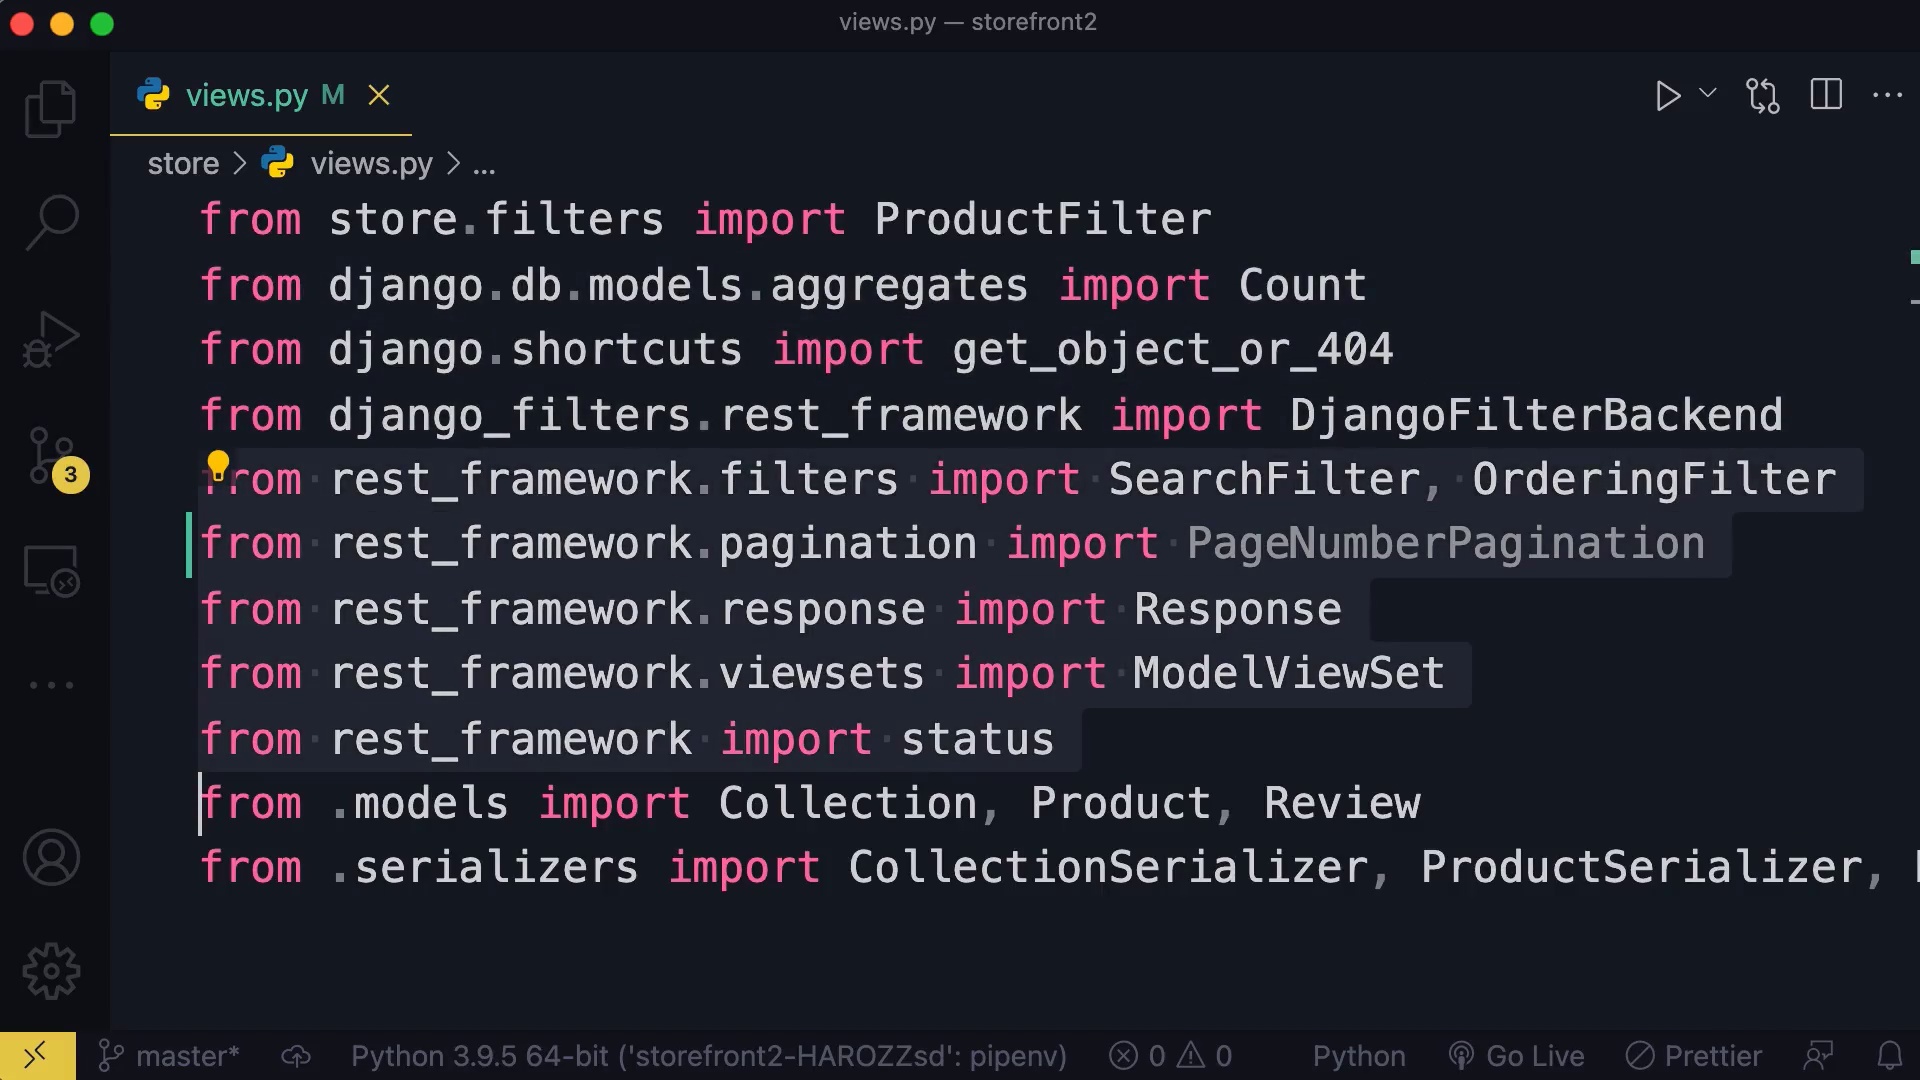 views.py — storefront2
views.py M
store > views.py > ...
from store.filters import ProductFilter
from django.db.models.aggregates import Count
from django.shortcuts import get_object_or_404
from django_filters.rest_framework import DjangoFilterBackend
from rest_framework.filters import SearchFilter, OrderingFilter
from rest_framework.pagination import PageNumberPagination
from rest_framework.response import Response
from rest_framework.viewsets import ModelViewSet
from rest_framework import status
from .models import Collection, Product, Review
from .serializers import CollectionSerializer, ProductSerializer,
3
master* Python 3.9.5 64-bit ('storefront2-HAROZZsd': pipenv) 0 0 Python Go Live Prettier